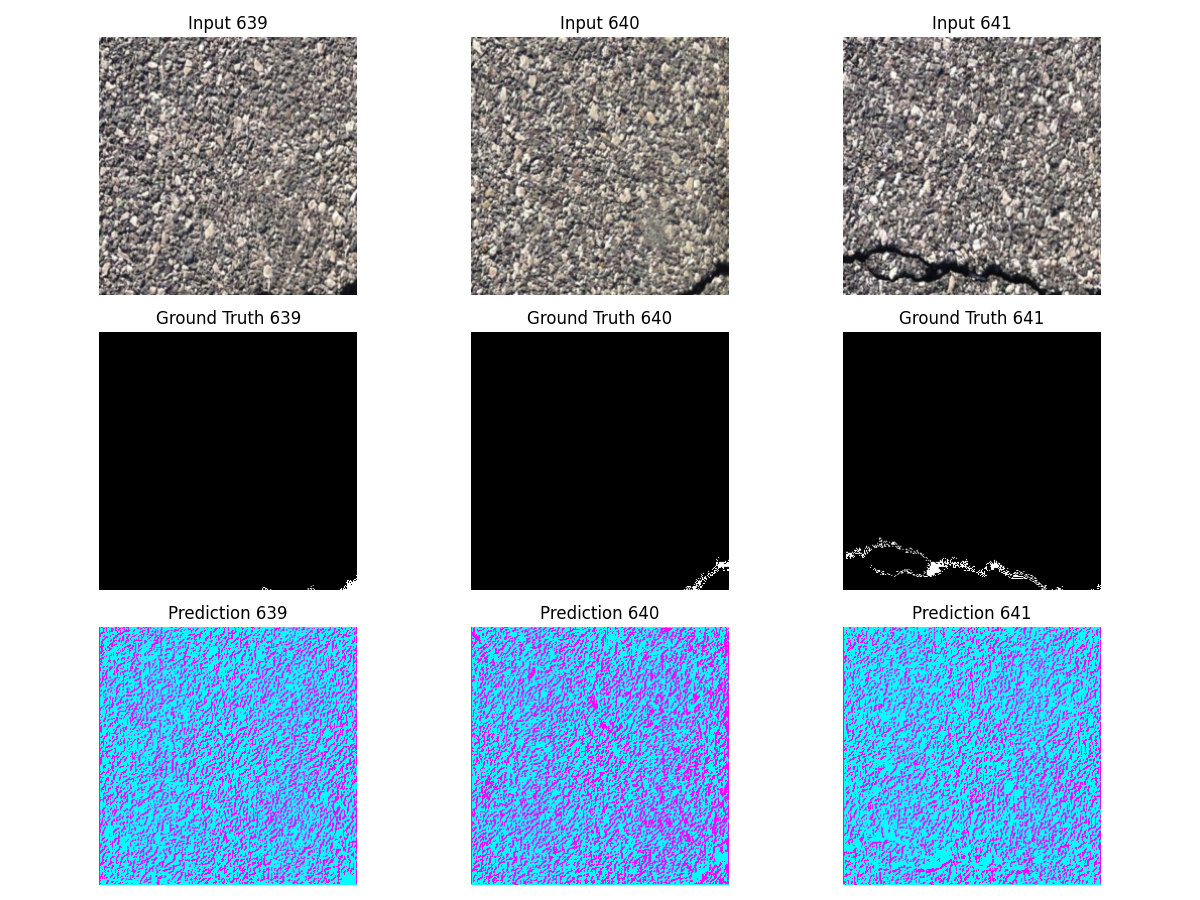 Input 639
Input 640
Input 641
Ground Truth 639
Ground Truth 640
Ground Truth 641
Prediction 639
Prediction 640
Prediction 641